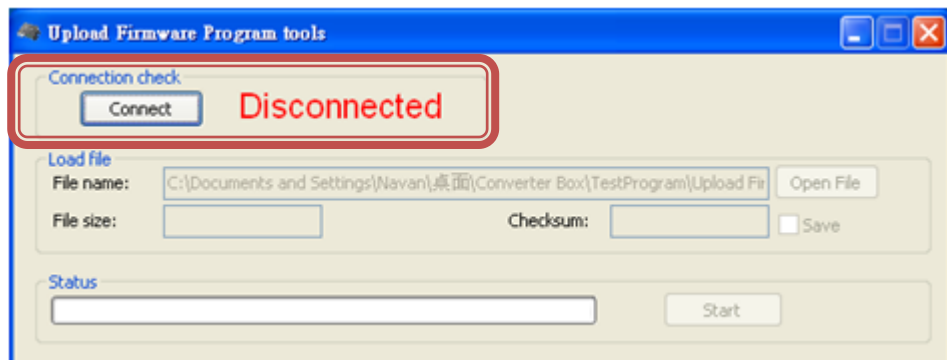 Upload Firmware Program tools
Connection check
Connect Disconnected
Load file
File name: C:\Documents and Settings\Navan\桌面\Converter Box\TestProgram\Upload Fir Open File
File size: Checksum: Save
Status
Start